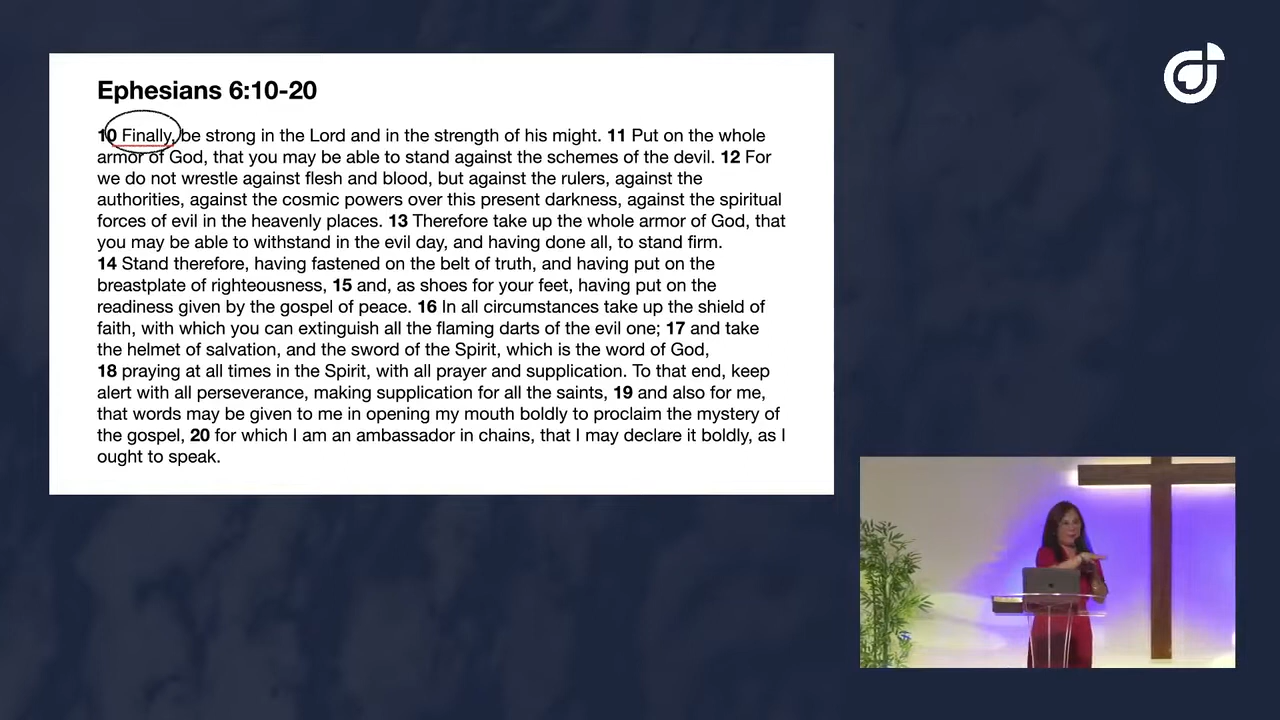 Ephesians 6:10-20
10 Finally, be strong in the Lord and in the strength of his might. 11 Put on the whole
armor of God, that you may be able to stand against the schemes of the devil. 12 For
we do not wrestle against flesh and blood, but against the rulers, against the
authorities, against the cosmic powers over this present darkness, against the spiritual
forces of evil in the heavenly places. 13 Therefore take up the whole armor of God, that
you may be able to withstand in the evil day, and having done all, to stand firm.
14 Stand therefore, having fastened on the belt of truth, and having put on the
breastplate of righteousness, 15 and, as shoes for your feet, having put on the
readiness given by the gospel of peace. 16 In all circumstances take up the shield of
faith, with which you can extinguish all the flaming darts of the evil one; 17 and take
the helmet of salvation, and the sword of the Spirit, which is the word of God,
18 praying at all times in the Spirit, with all prayer and supplication. To that end, keep
alert with all perseverance, making supplication for all the saints, 19 and also for me,
that words may be given to me in opening my mouth boldly to proclaim the mystery of
the gospel, 20 for which I am an ambassador in chains, that I may declare it boldly, as I
ought to speak.